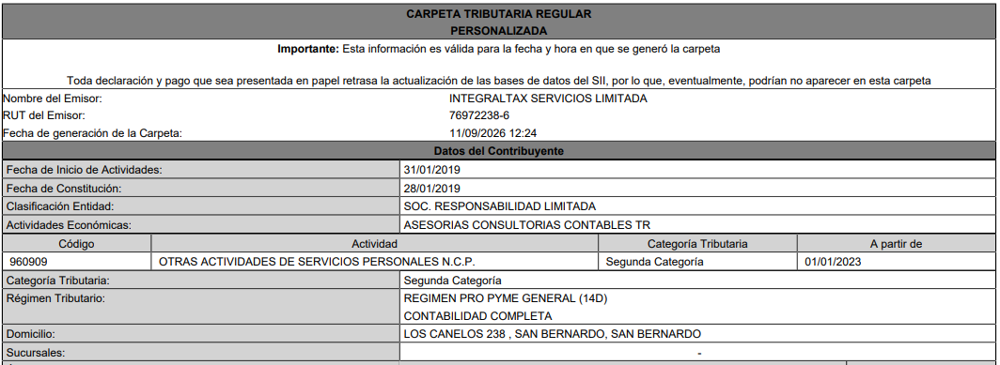 CARPETA TRIBUTARIA REGULAR
PERSONALIZADA
Importante: Esta información es válida para la fecha y hora en que se generó la carpeta
Toda declaración y pago que sea presentada en papel retrasa la actualización de las bases de datos del SII, por lo que, eventualmente, podrían no aparecer en esta carpeta
Nombre del Emisor: INTEGRALTAX SERVICIOS LIMITADA
RUT del Emisor: 76972238-6
Fecha de generación de la Carpeta: 11/09/2026 12:24
Datos del Contribuyente
Fecha de Inicio de Actividades: 31/01/2019
Fecha de Constitución: 28/01/2019
Clasificación Entidad: SOC. RESPONSABILIDAD LIMITADA
Actividades Económicas: ASESORIAS CONSULTORIAS CONTABLES TR
Código Actividad Categoría Tributaria A partir de
960909 OTRAS ACTIVIDADES DE SERVICIOS PERSONALES N.C.P. Segunda Categoría 01/01/2023
Categoría Tributaria: Segunda Categoría
Régimen Tributario: REGIMEN PRO PYME GENERAL (14D)
CONTABILIDAD COMPLETA
Domicilio: LOS CANELOS 238 , SAN BERNARDO, SAN BERNARDO
Sucursales: -